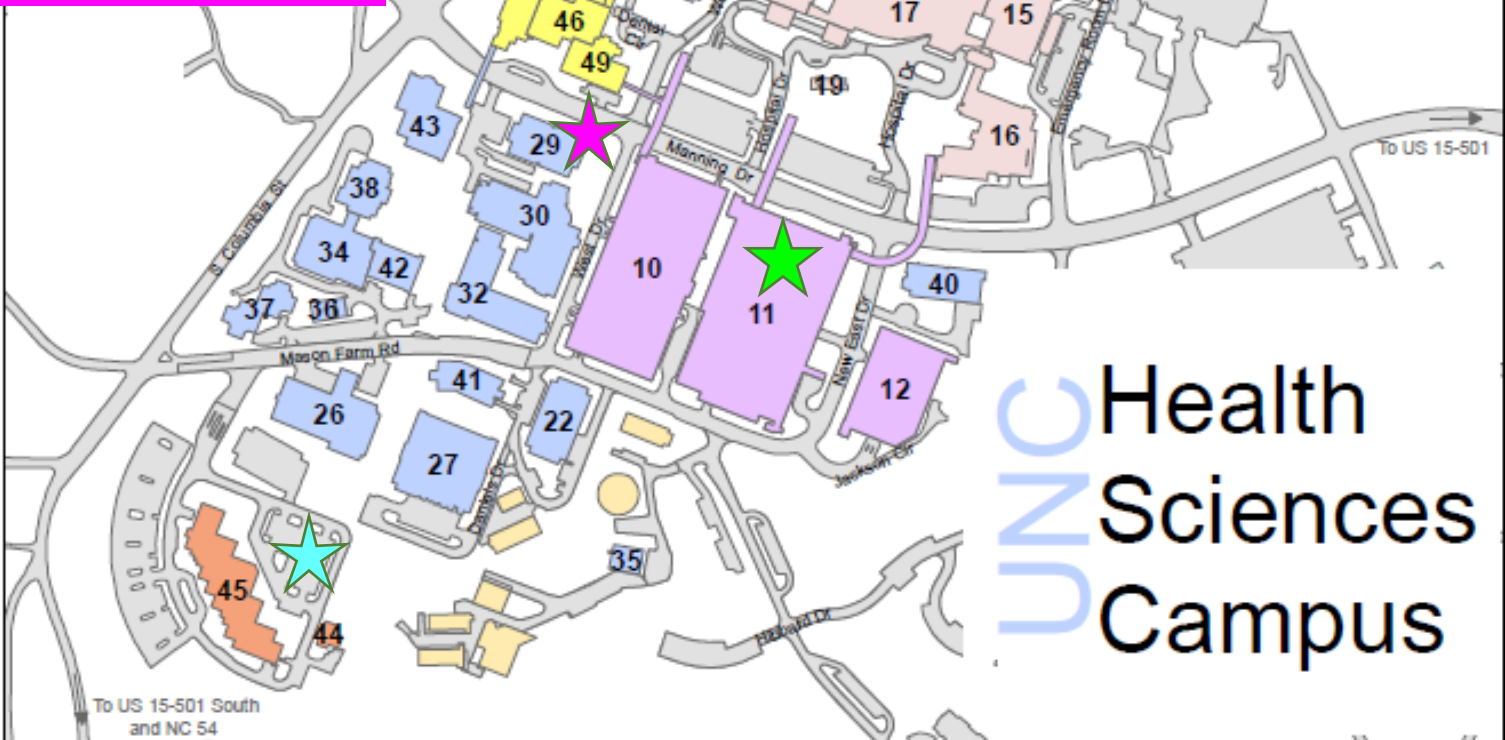 46
Dental
Dr
17
15
49
Hospital Dr
19
Hospital Dr
Emergency Room D
43
29
16
To US 15-501
Manning Dr
38
30
S. Columbia St
West Dr
34
42
10
11
40
37
36
32
New East Dr
Mason Farm Rd
41
12
26
22
27
Jackson Cir
Daniels Dr
35
45
44
Hibbard Dr
To US 15-501 South
and NC 54
UNC
Health
Sciences
Campus